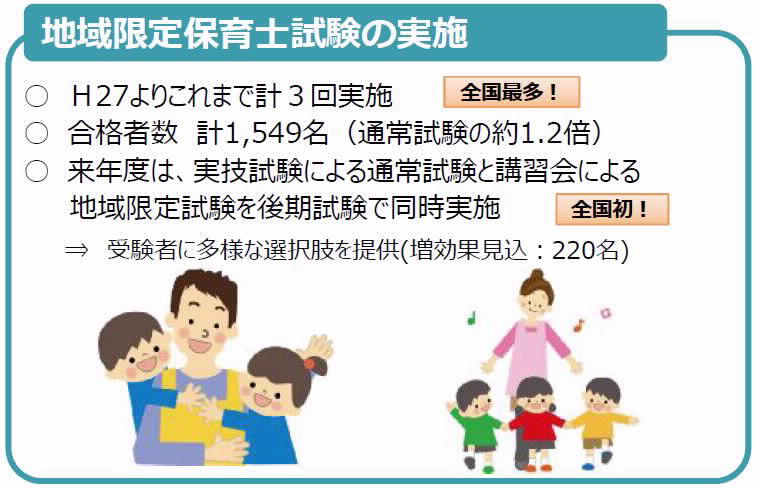 地域限定保育士試験の実施
○ H27よりこれまで計3回実施 全国最多！
○ 合格者数 計1,549名（通常試験の約1.2倍）
○ 来年度は、実技試験による通常試験と講習会による
地域限定試験を後期試験で同時実施 全国初！
⇒ 受験者に多様な選択肢を提供(増効果見込：220名)